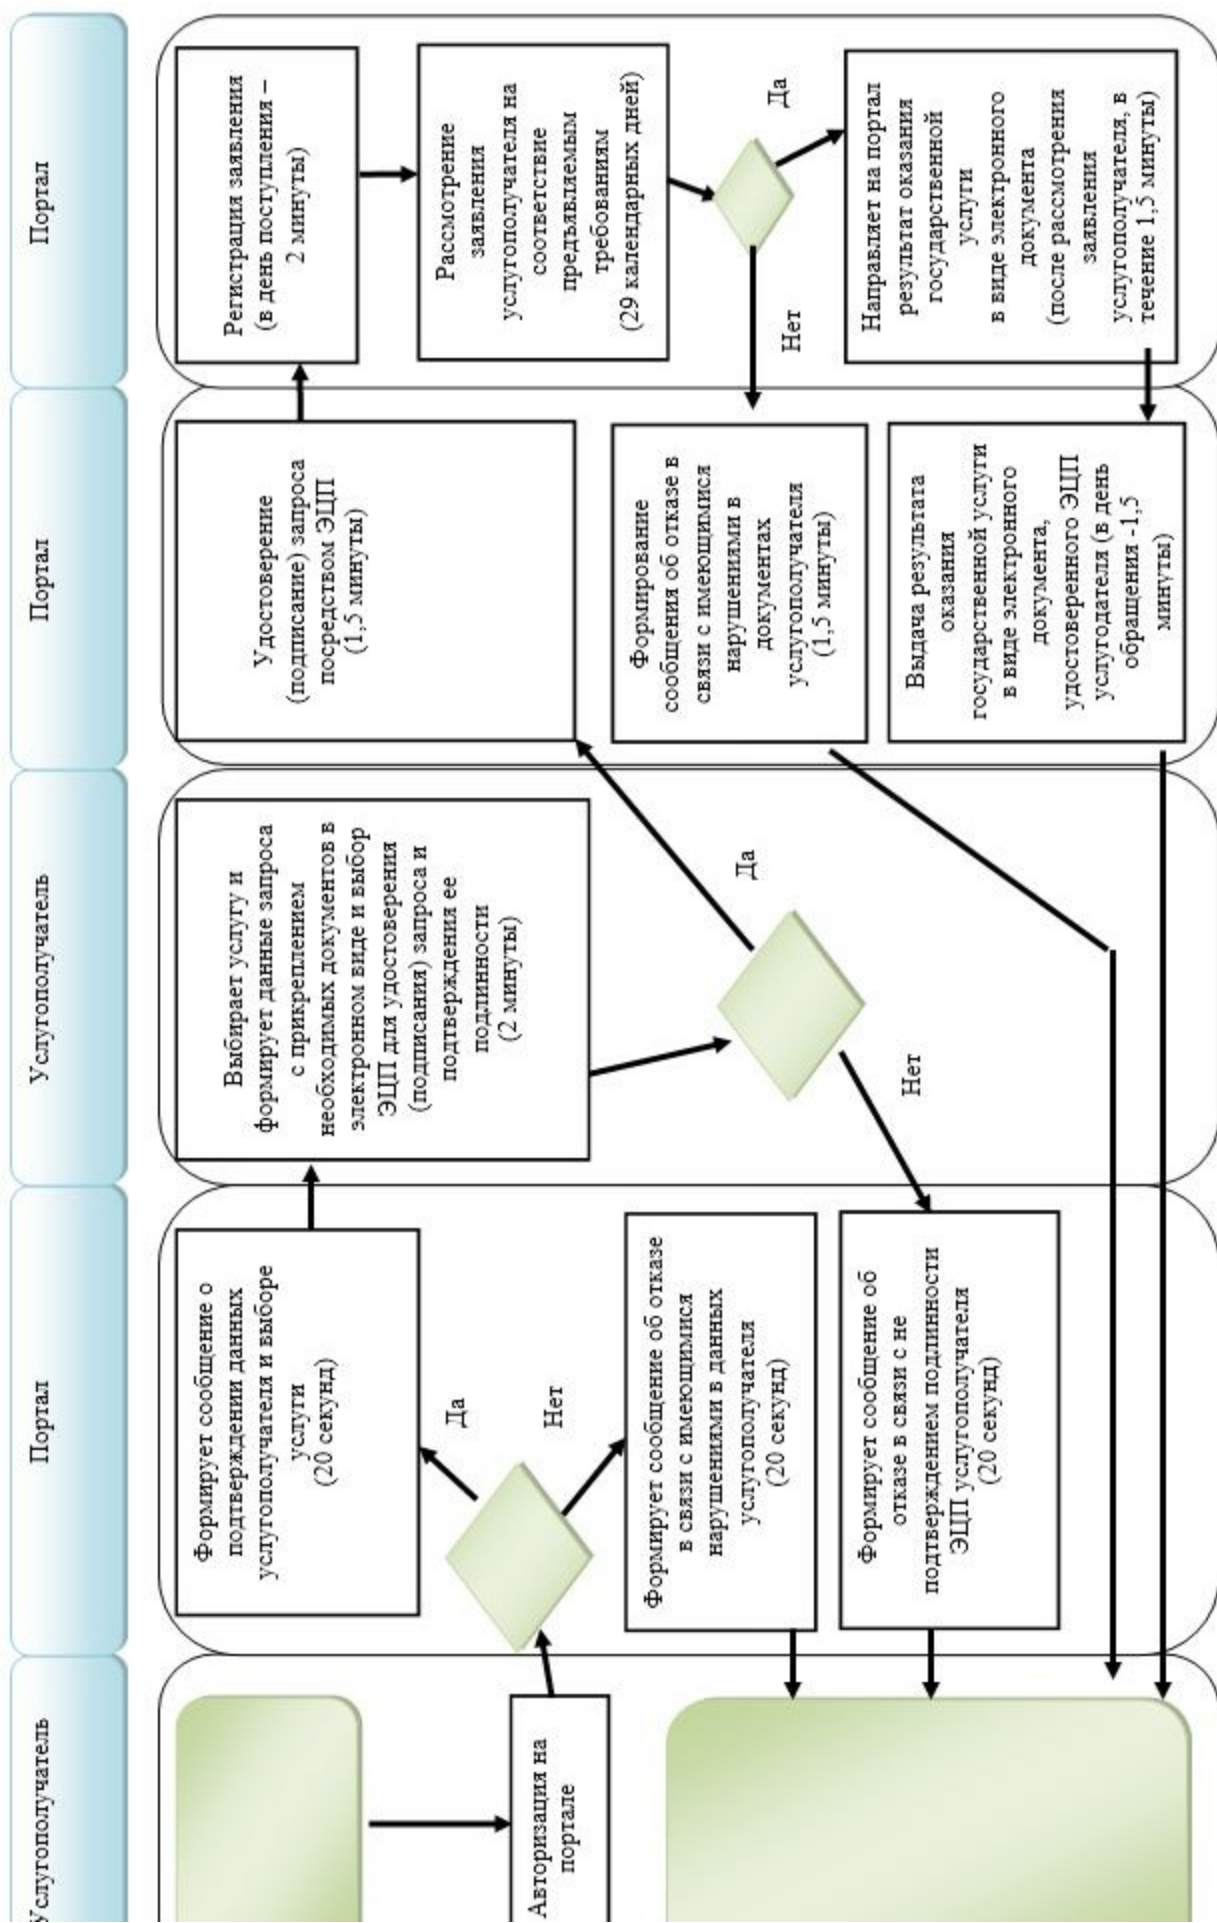 Услугополучатель
Портал
Услугополучатель
Портал
Портал
Авторизация на
портале
Формирует сообщение о
подтверждении данных
услугополучателя и выборе
услуги
(20 секунд)
Да
Нет
Формирует сообщение об отказе
в связи с имеющимися
нарушениями в данных
услугополучателя
(20 секунд)
Формирует сообщение об
отказе в связи с не
подтверждением подлинности
ЭЦП услугополучателя
(20 секунд)
Выбирает услугу и
формирует данные запроса
с прикреплением
необходимых документов в
электронном виде и выбор
ЭЦП для удостоверения
(подписания) запроса и
подтверждения ее
подлинности
(2 минуты)
Да
Нет
Удостоверение
(подписание) запроса
посредством ЭЦП
(1,5 минуты)
Формирование
сообщения об отказе в
связи с имеющимися
нарушениями в
документах
услугополучателя
(1,5 минуты)
Выдача результата
оказания
государственной услуги
в виде электронного
документа,
удостоверенного ЭЦП
услугодателя (в день
обращения -1,5
минуты)
Регистрация заявления
(в день поступления –
2 минуты)
Рассмотрение
заявления
услугополучателя на
соответствие
предъявляемым
требованиям
(29 календарных дней)
Да
Нет
Направляет на портал
результат оказания
государственной
услуги
в виде электронного
документа
(после рассмотрения
заявления
услугополучателя, в
течение 1,5 минуты)